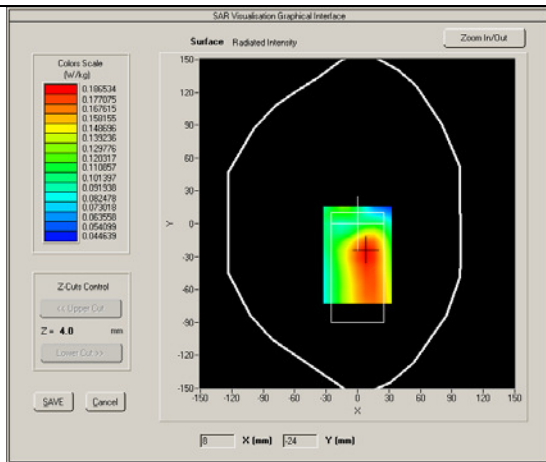 SAR Visualisation Graphical Interface
Surface Radiated Intensity
Zoom In/Out
Colors Scale
(W/kg)
0.186534
0.177075
0.167615
0.158155
0.148696
0.139236
0.129776
0.120317
0.110857
0.101397
0.091938
0.082478
0.073018
0.063558
0.054099
0.044639
Z-Cuts Control
<< Upper Cut
Z = 4.0 mm
Lower Cut >>
SAVE
Cancel
150
120
90
60
30
0
-30
-60
-90
-120
-150
Y
-150 -120 -90 -60 -30 0 30 60 90 120 150
X
8 X (mm) -24 Y (mm)